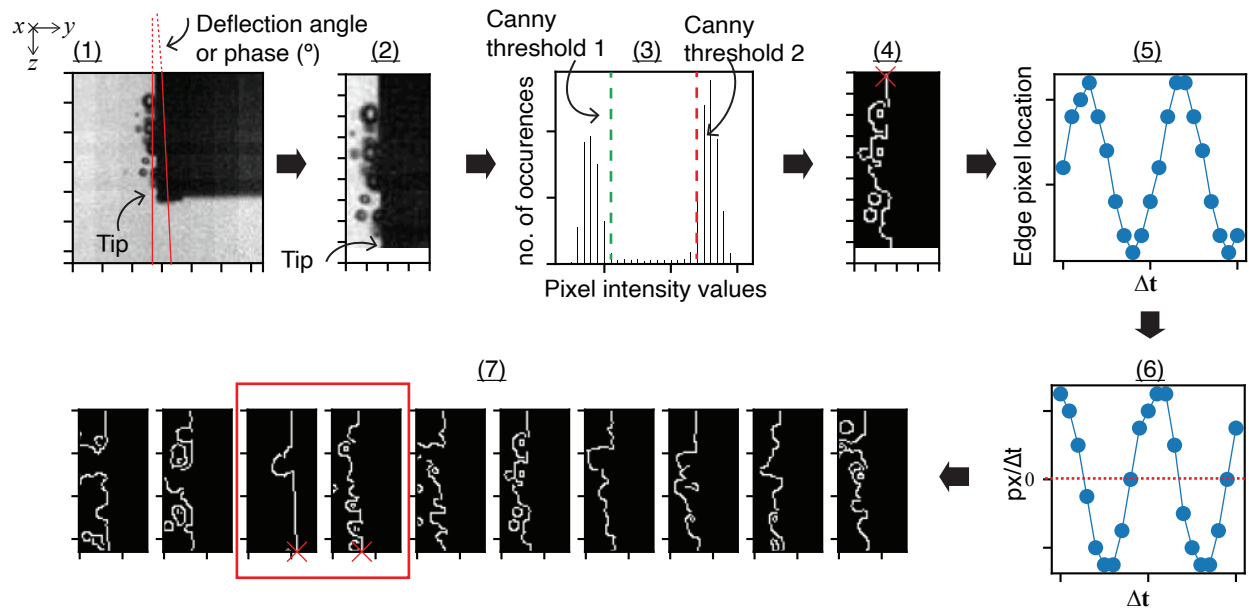 x
y
z
(1)
Deflection angle
or phase (º)
Tip
(2)
Tip
Canny
threshold 1
(3)
Canny
threshold 2
no. of occurences
Pixel intensity values
(4)
(5)
Edge pixel location
Δt
(6)
px/Δt
0
Δt
(7)